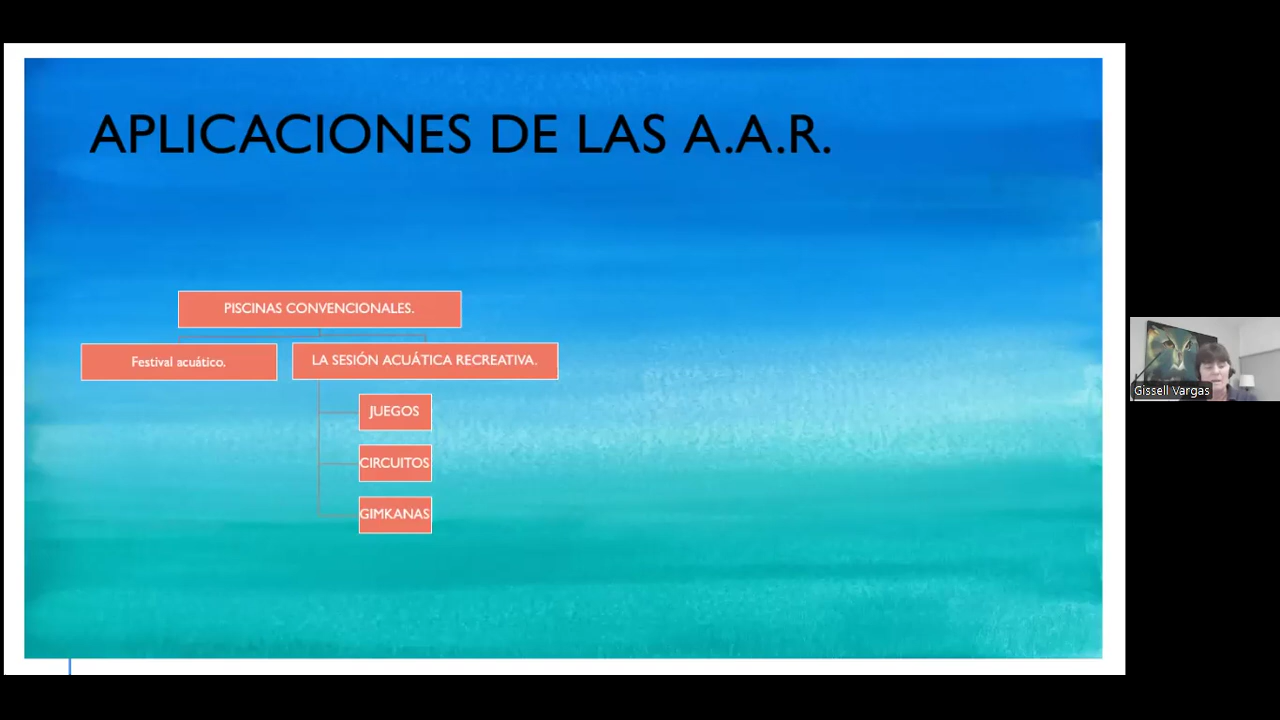 APLICACIONES DE LAS A.A.R.
PISCINAS CONVENCIONALES.
Festival acuático.
LA SESIÓN ACUÁTICA RECREATIVA.
JUEGOS
CIRCUITOS
GIMKANAS
Gissell Vargas